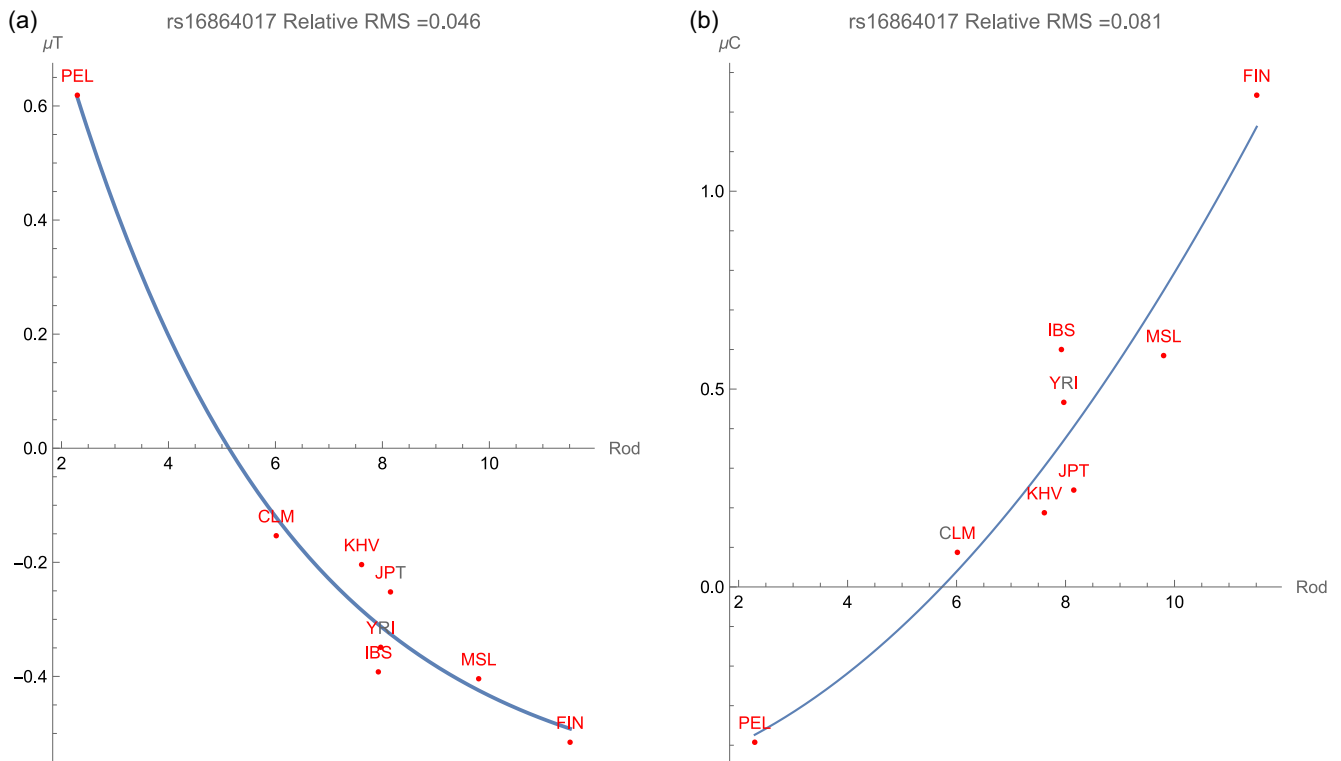 (a)
rs16864017 Relative RMS =0.046
μT
PEL
0.6
0.4
0.2
0.0
2
4
6
8
10
Rod
CLM
KHV
−0.2
JPT
YRI
IBS
MSL
−0.4
FIN
(b)
rs16864017 Relative RMS =0.081
μC
FIN
1.0
IBS
MSL
YRI
0.5
JPT
KHV
CLM
0.0
2
4
6
8
10
Rod
PEL